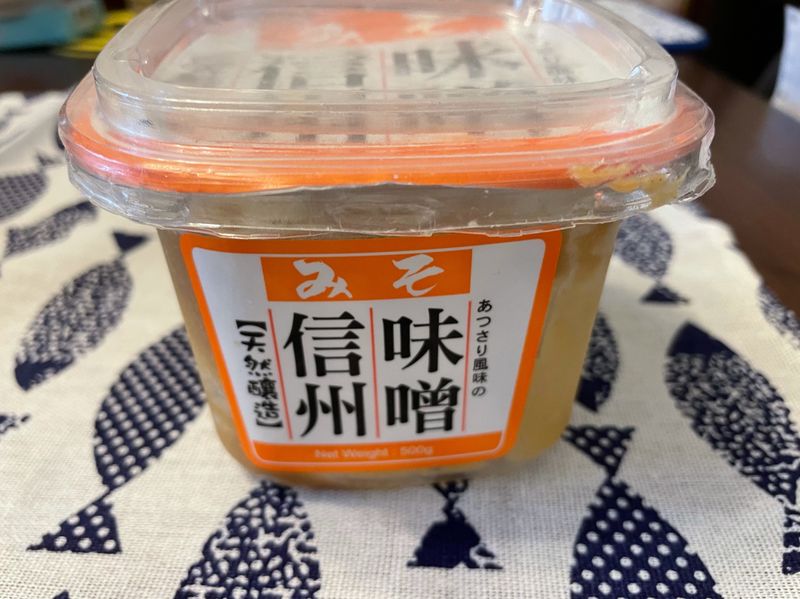 みそ
あつさり風味の
味噌
信州
【天然醸造】
Net Weight : 500g